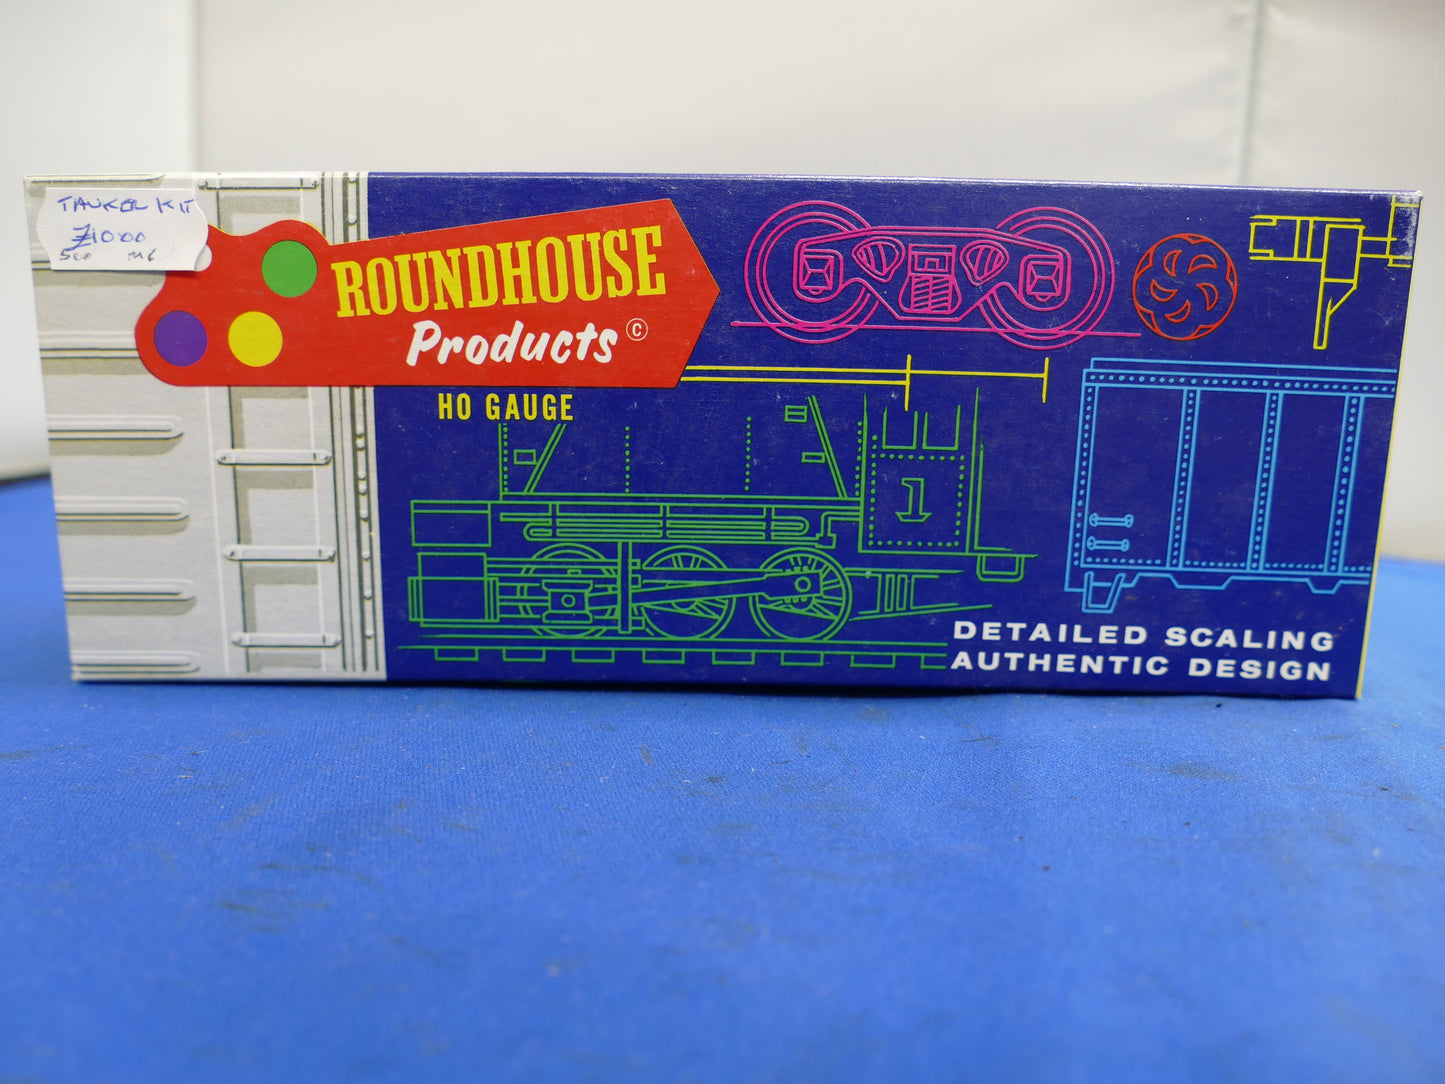 TANKER KIT
£10.00
ROUNDHOUSE
Products ©
HO GAUGE
1
DETAILED SCALING
AUTHENTIC DESIGN